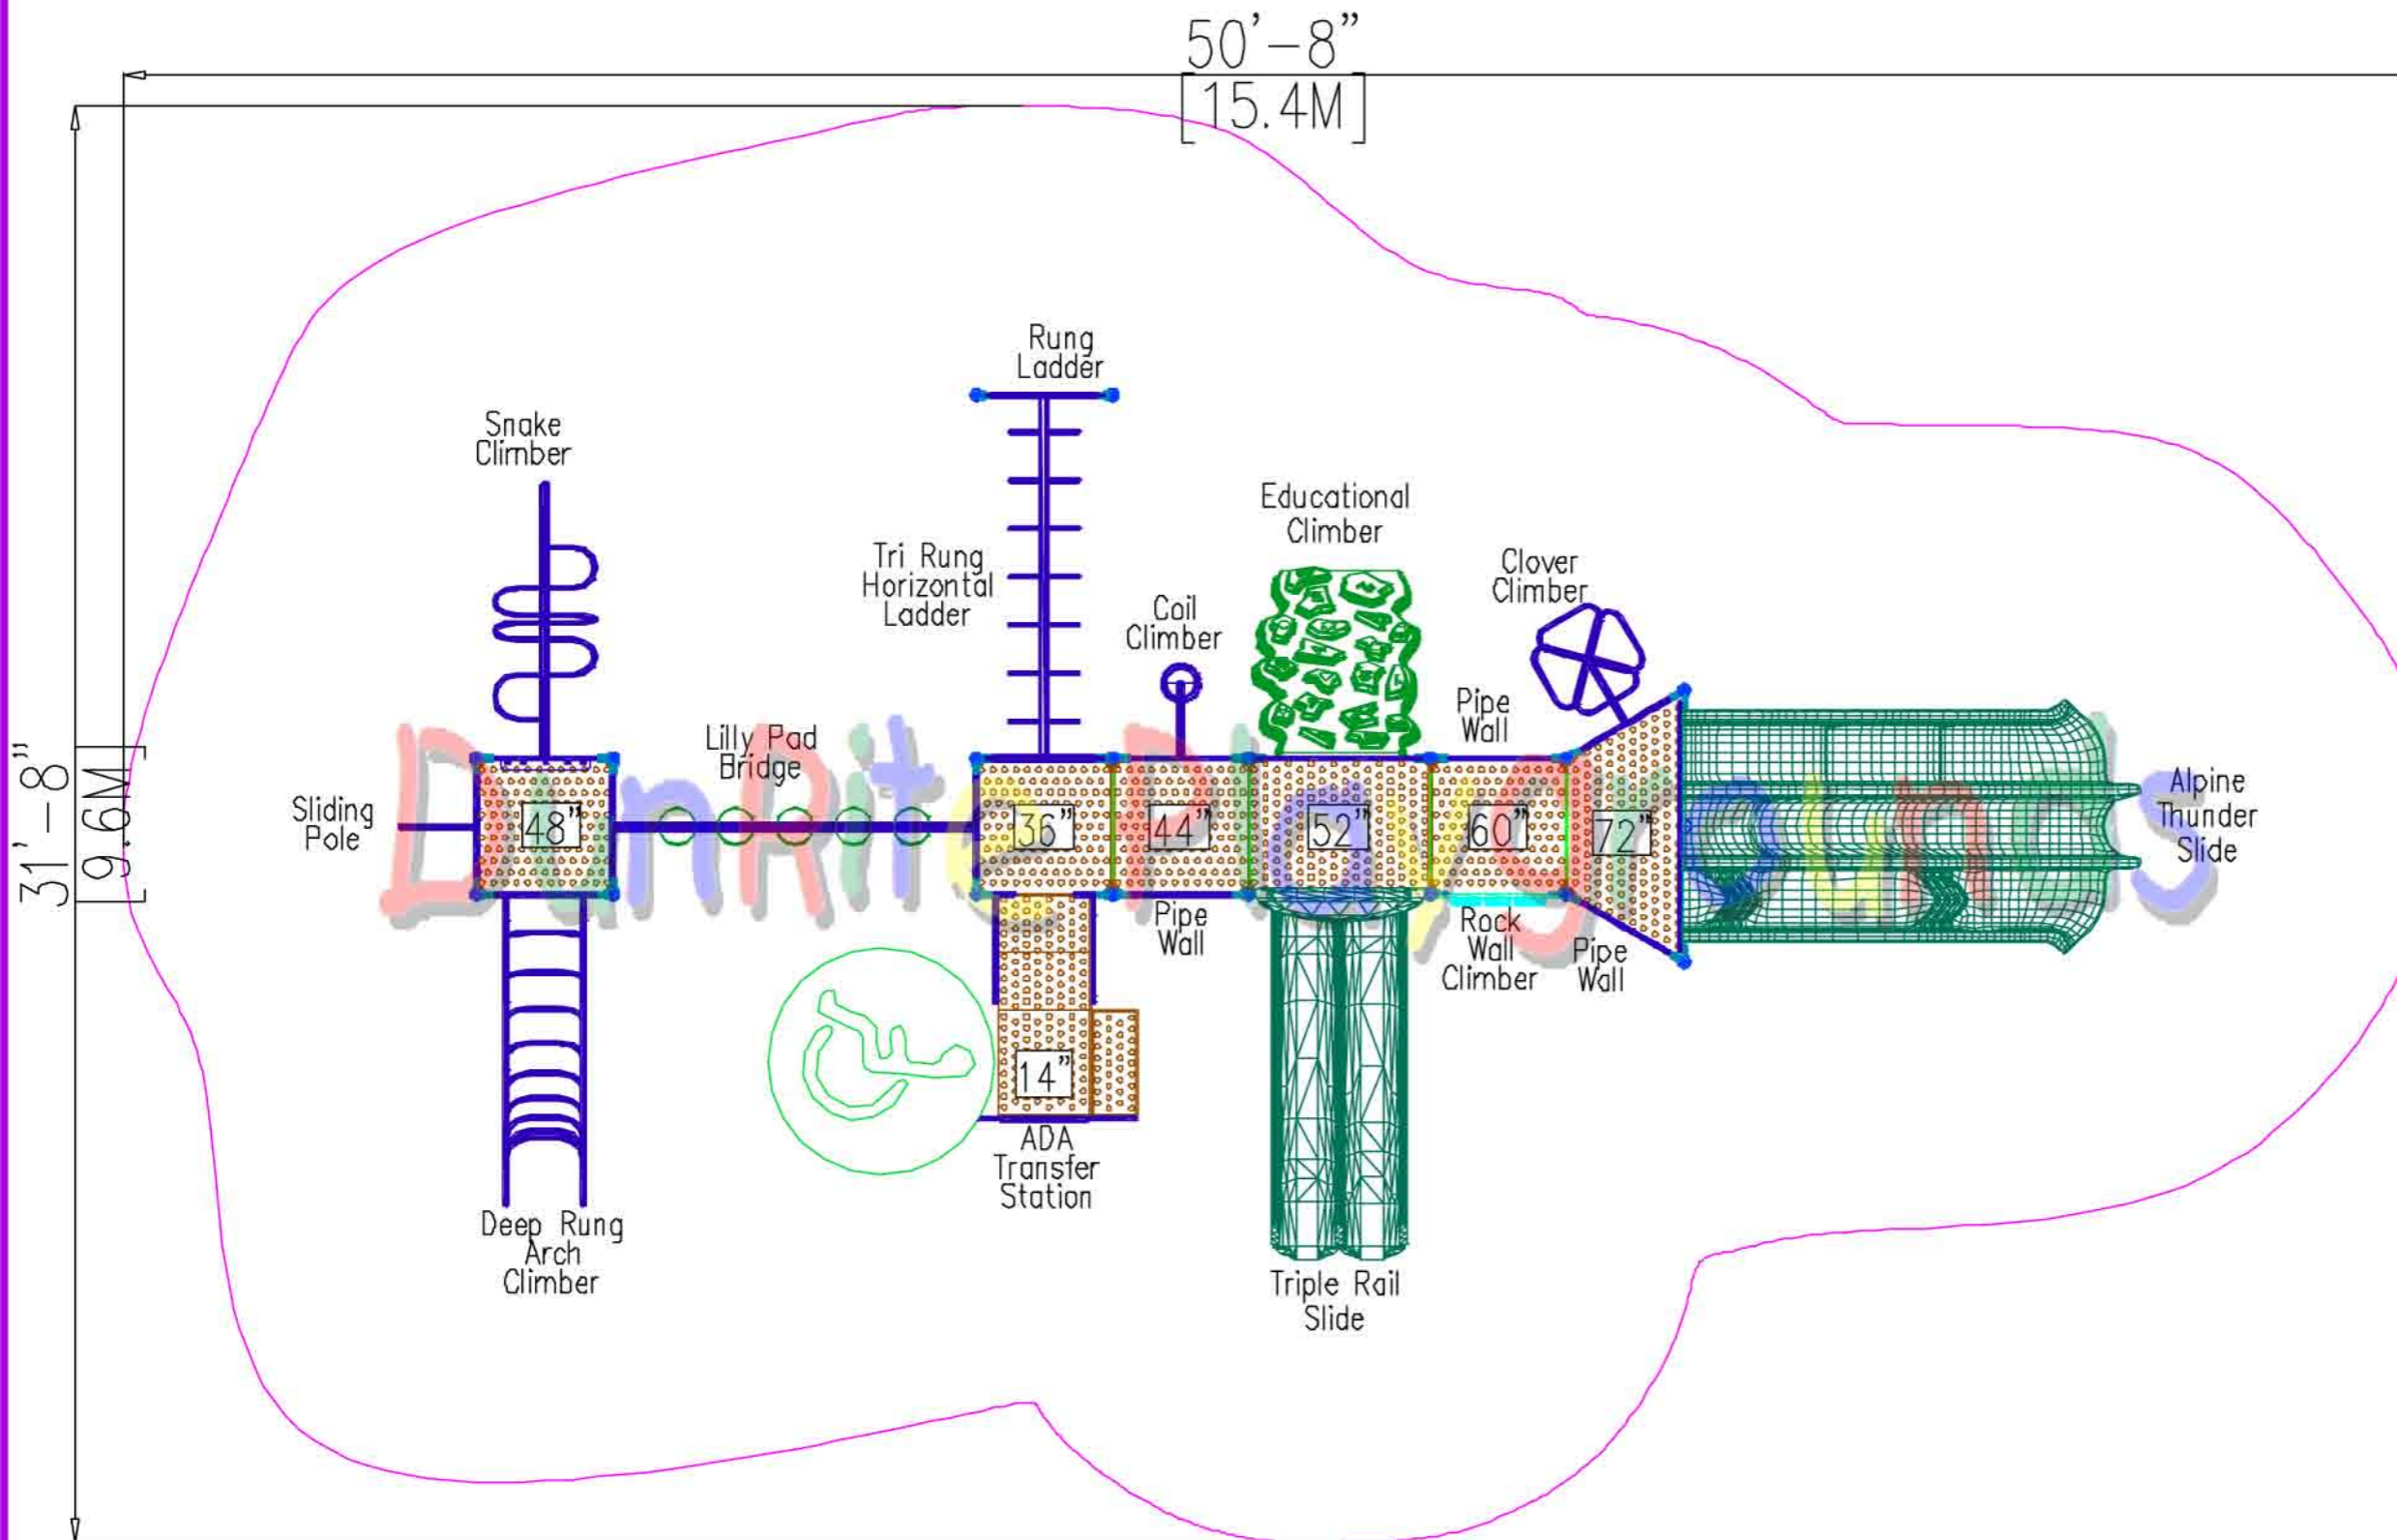 50'-8"
[15.4M]
31'-8"
[9.6M]
Rung
Ladder
Snake
Climber
Educational
Climber
Tri Rung
Horizontal
Ladder
Clover
Climber
Coil
Climber
Pipe
Wall
Lilly Pad
Bridge
Sliding
Pole
48"
36"
44"
52"
60"
72"
Alpine
Thunder
Slide
DunRite Playgrounds
Pipe
Wall
Rock
Wall
Climber
Pipe
Wall
14"
ADA
Transfer
Station
Deep Rung
Arch
Climber
Triple Rail
Slide